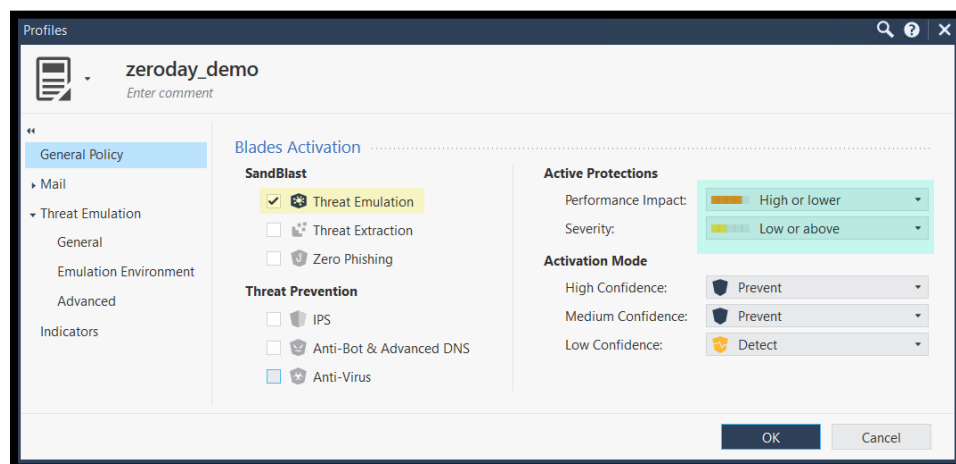 Profiles
zeroday_demo
Enter comment
General Policy
Mail
Threat Emulation
General
Emulation Environment
Advanced
Indicators
Blades Activation
SandBlast
Threat Emulation
Threat Extraction
Zero Phishing
Threat Prevention
IPS
Anti-Bot & Advanced DNS
Anti-Virus
Active Protections
Performance Impact: High or lower
Severity: Low or above
Activation Mode
High Confidence: Prevent
Medium Confidence: Prevent
Low Confidence: Detect
OK Cancel